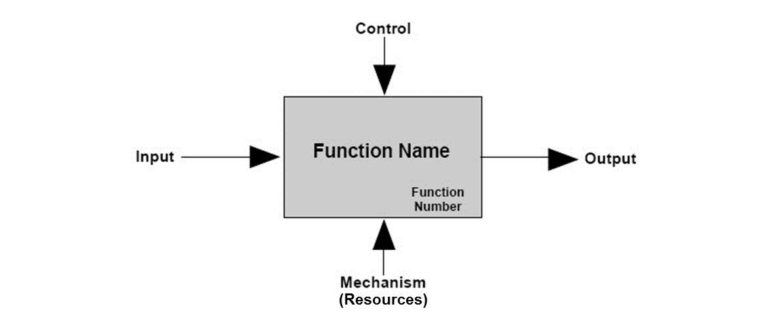 Control
Input
Function Name
Output
Function
Number
Mechanism
(Resources)